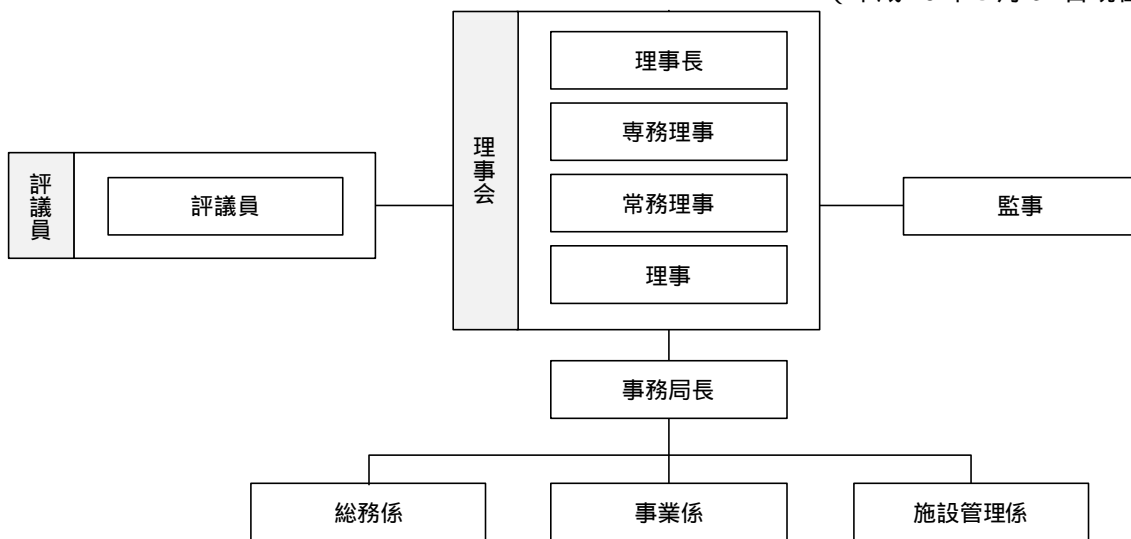 理事長
専務理事
理事会
評議員
評議員
常務理事
監事
理事
事務局長
総務係
事業係
施設管理係